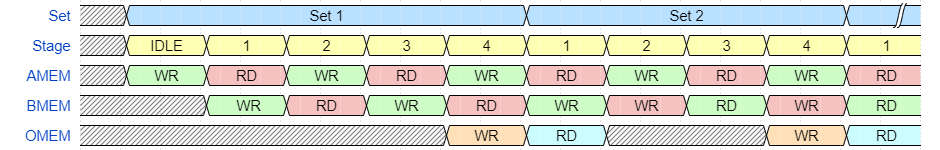 Set Set 1 Set 2
Stage IDLE 1 2 3 4 1 2 3 4 1
AMEM WR RD WR RD WR RD WR RD WR RD
BMEM WR RD WR RD WR WR RD WR RD
OMEM WR RD WR RD